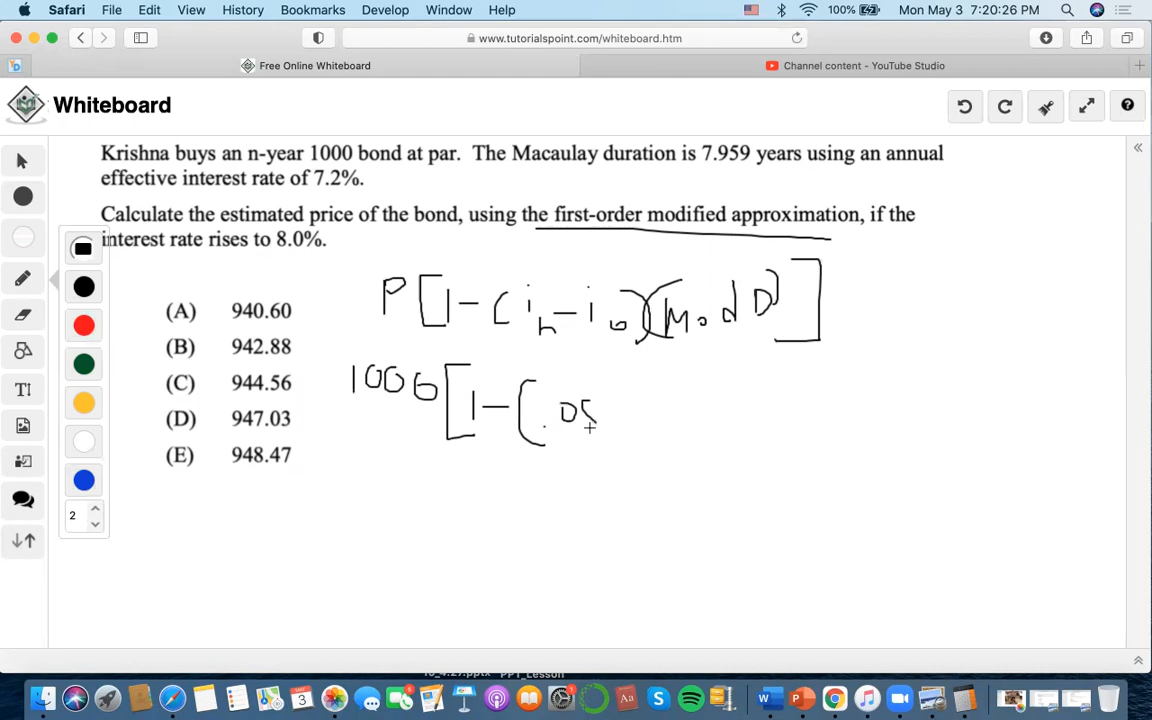 Safari File Edit View History Bookmarks Develop Window Help 100% Mon May 3 7:20:26 PM
www.tutorialspoint.com/whiteboard.htm
Free Online Whiteboard Channel content - YouTube Studio
Whiteboard
Krishna buys an n-year 1000 bond at par. The Macaulay duration is 7.959 years using an annual
effective interest rate of 7.2%.
Calculate the estimated price of the bond, using the first-order modified approximation, if the
interest rate rises to 8.0%.
P[1-(in-io)(Mod D)]
(A) 940.60
(B) 942.88
1000[1-(.08
(C) 944.56
(D) 947.03
(E) 948.47
2